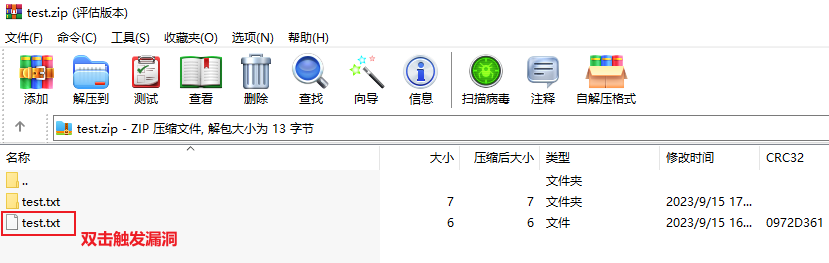 test.zip (评估版本)
文件(F) 命令(C) 工具(S) 收藏夹(O) 选项(N) 帮助(H)
添加 解压到 测试 查看 删除 查找 向导 信息 扫描病毒 注释 自解压格式
test.zip - ZIP 压缩文件, 解包大小为 13 字节
名称 大小 压缩后大小 类型 修改时间 CRC32
.. 文件夹
test.txt 7 7 文件夹 2023/9/15 17...
test.txt 6 6 文件 2023/9/15 16... 0972D361
双击触发漏洞